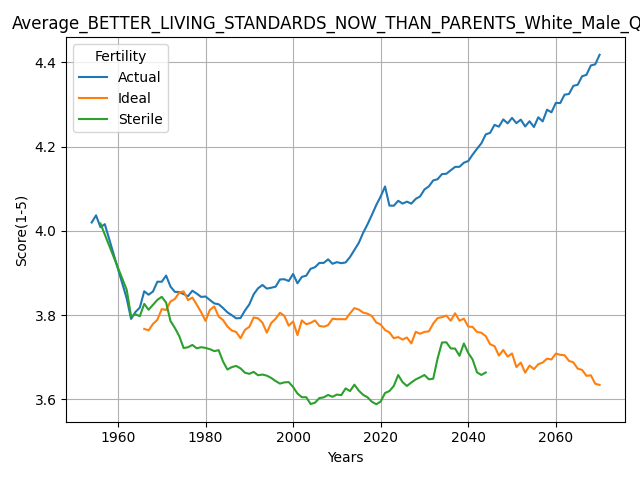 Average_BETTER_LIVING_STANDARDS_NOW_THAN_PARENTS_White_Male_Q
Fertility
Actual
Ideal
Sterile
Score(1-5)
4.4
4.2
4.0
3.8
3.6
1960 1980 2000 2020 2040 2060
Years